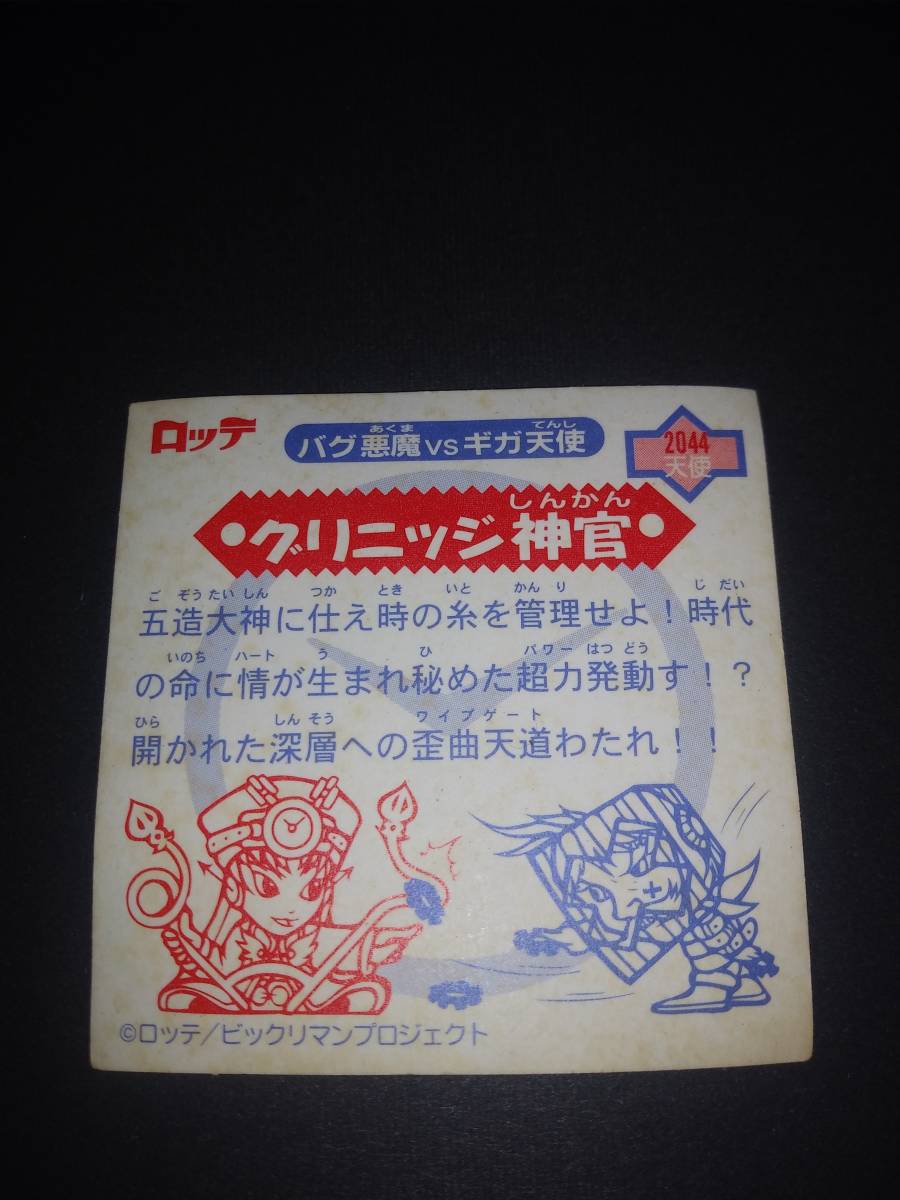 ロッテ
あくま てんし
バグ悪魔vsギガ天使
2044
天使
しんかん
グリニッジ神官
ご ぞう たい しん つか とき いと かん り じ だい
五造大神に仕え時の糸を管理せよ！時代
いのち ハート う ひ パワー はつ どう
の命に情が生まれ秘めた超力発動す！？
ひら しん そう ワイプゲート
開かれた深層への歪曲天道わたれ！！
©ロッテ/ビックリマンプロジェクト